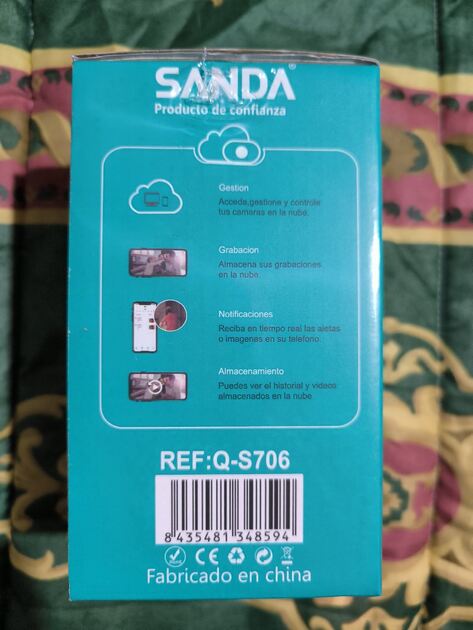 SANDA®
Producto de confianza
Gestion
Acceda,gestione y controle
tus camaras en la nube.
Grabacion
Almacena sus grabaciones
en la nube.
Notificaciones
Reciba en tiempo real las aletas
o imagenes en su telefono.
Almacenamiento
Puedes ver el historial y videos
almacenados en la nube.
REF:Q-S706
8 435481 348594
CE
Fabricado en china